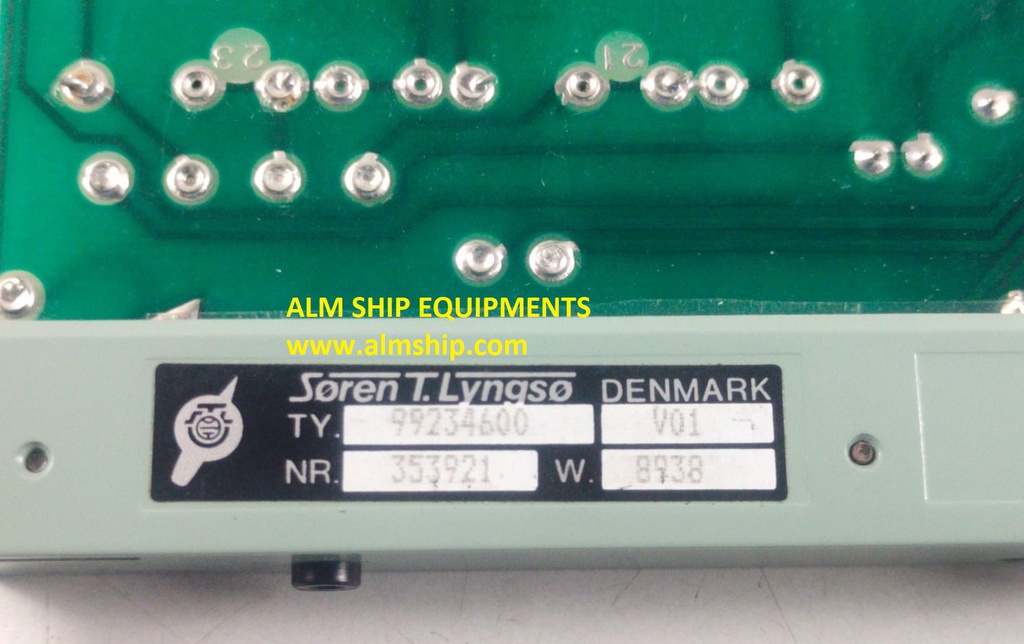 23
21
ALM SHIP EQUIPMENTS
www.almship.com
Søren T. Lyngsø DENMARK
TY. 99234600 V01
NR. 353921 W. 8938